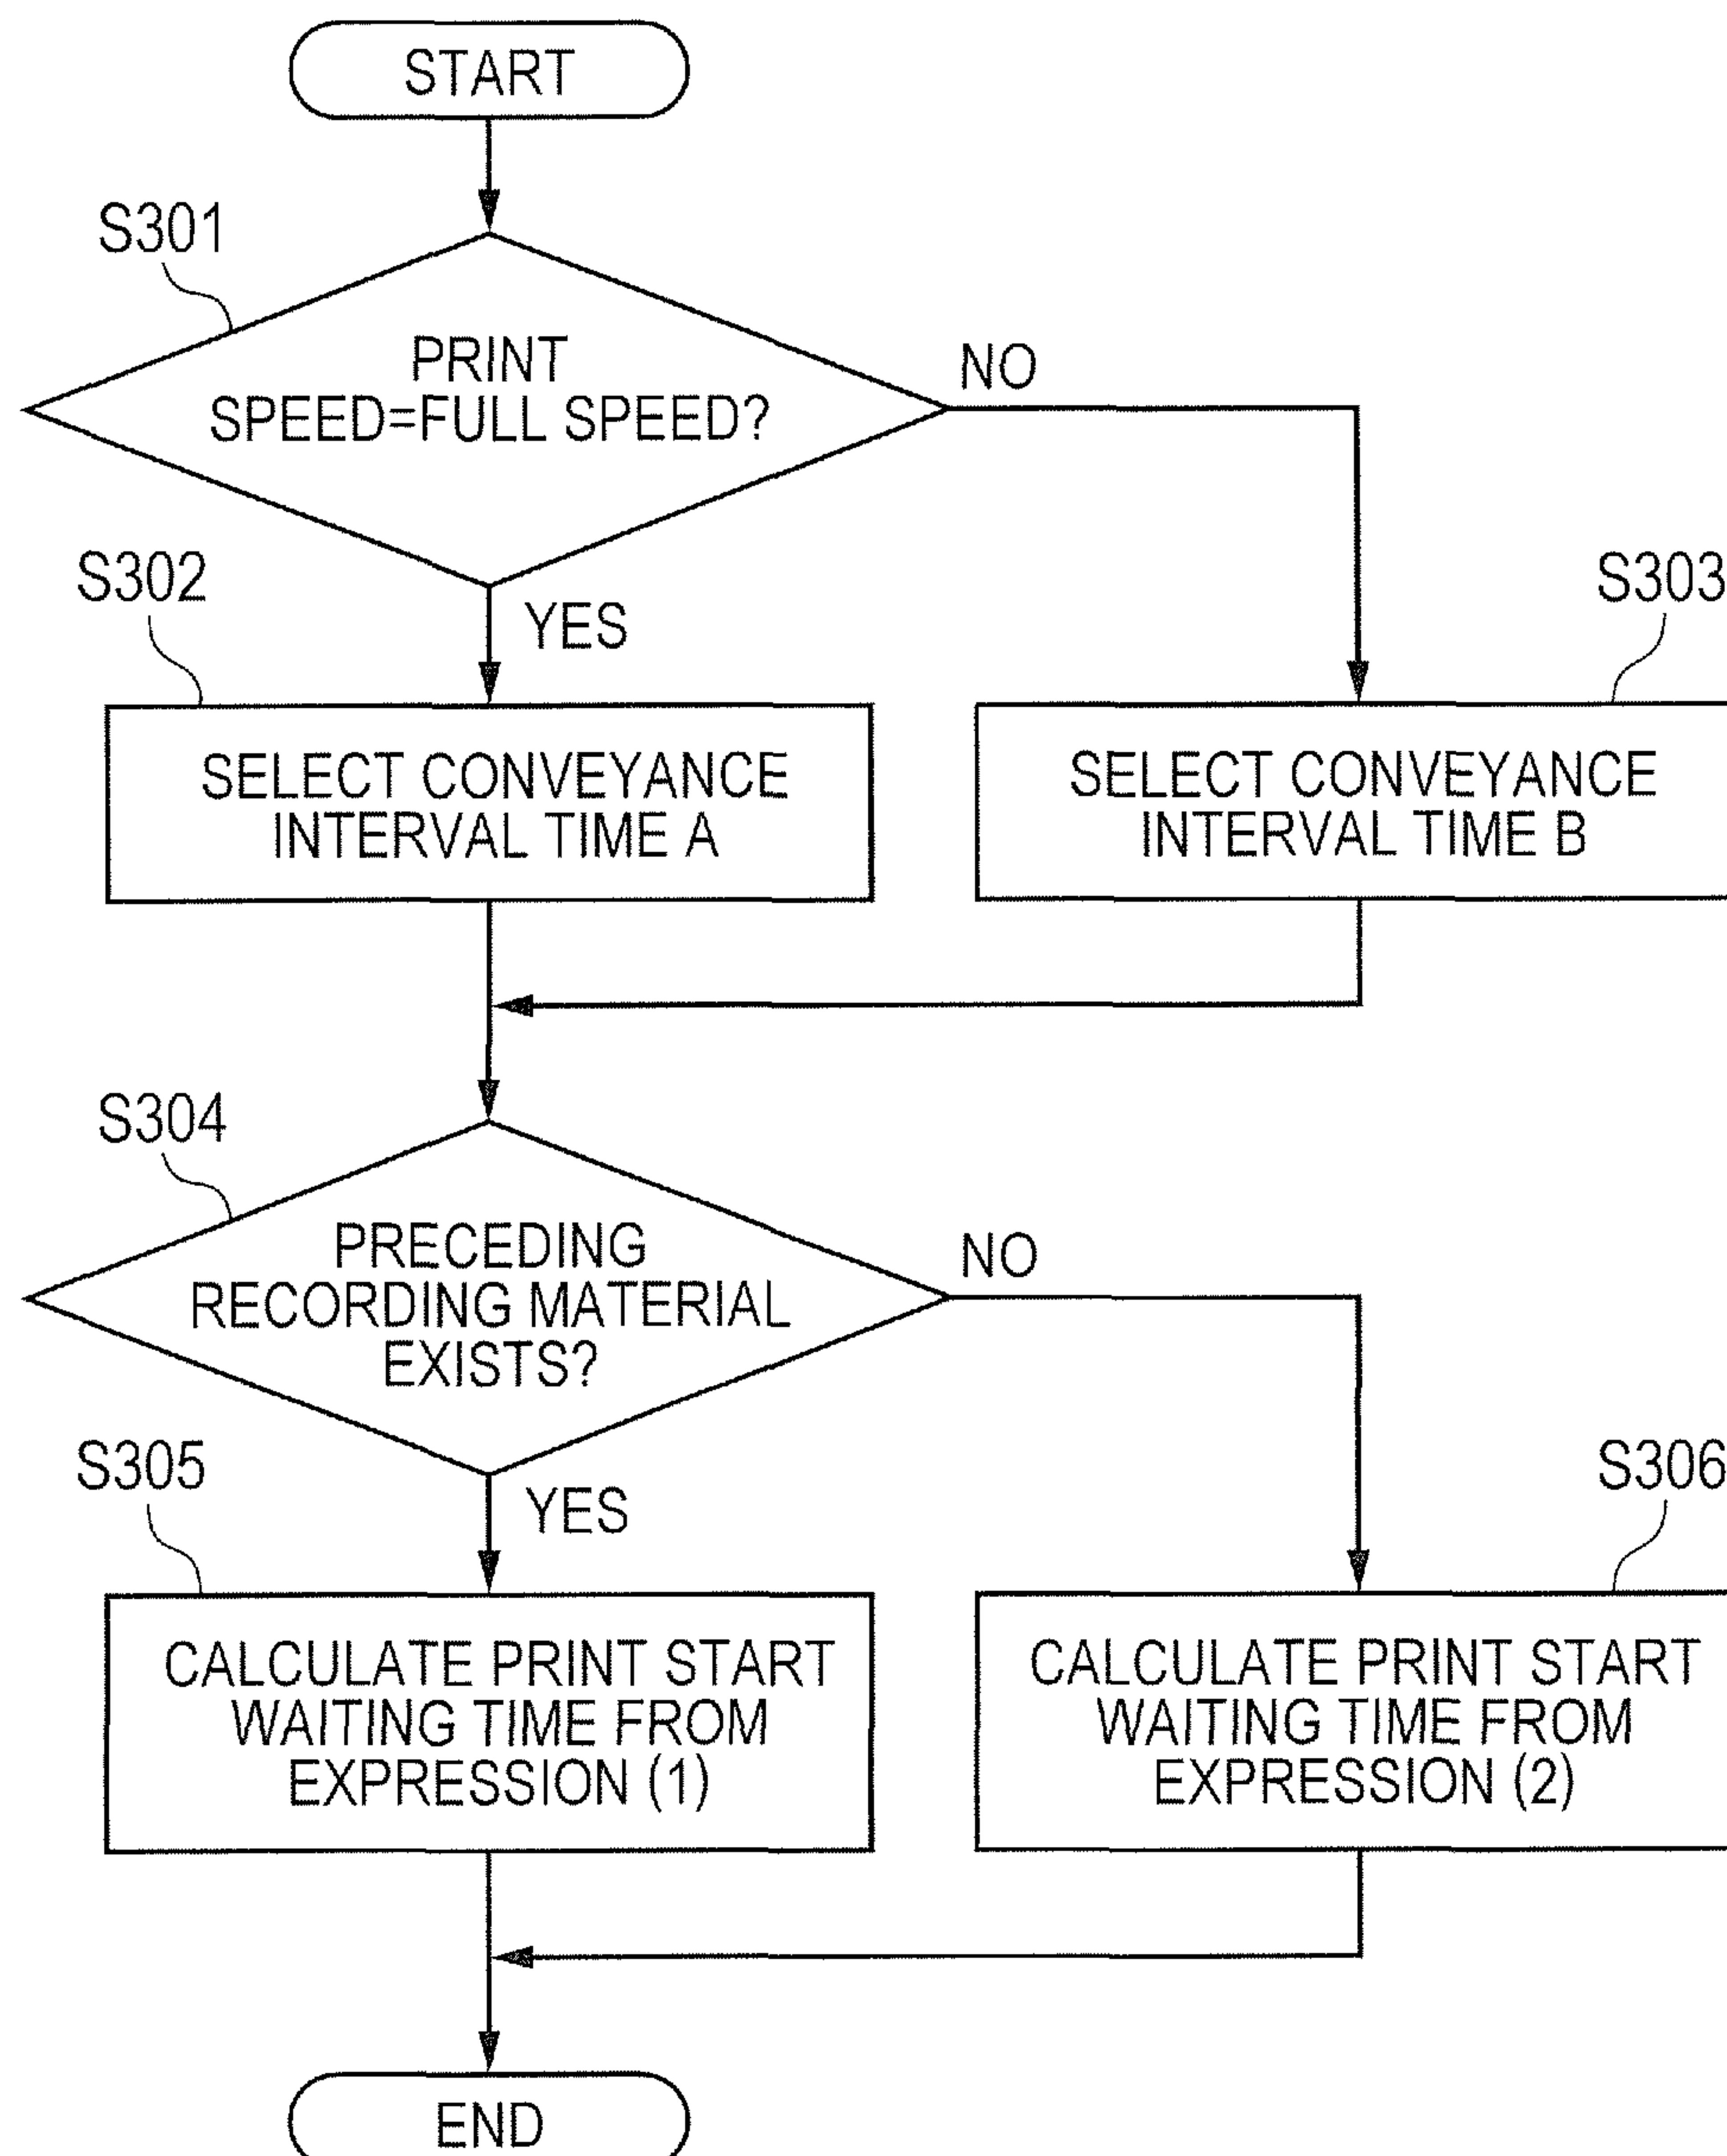 START
S301
PRINT
SPEED=FULL SPEED?
NO
S302
YES
S303
SELECT CONVEYANCE
INTERVAL TIME A
SELECT CONVEYANCE
INTERVAL TIME B
S304
PRECEDING
RECORDING MATERIAL
EXISTS?
NO
S305
YES
S306
CALCULATE PRINT START
WAITING TIME FROM
EXPRESSION (1)
CALCULATE PRINT START
WAITING TIME FROM
EXPRESSION (2)
END